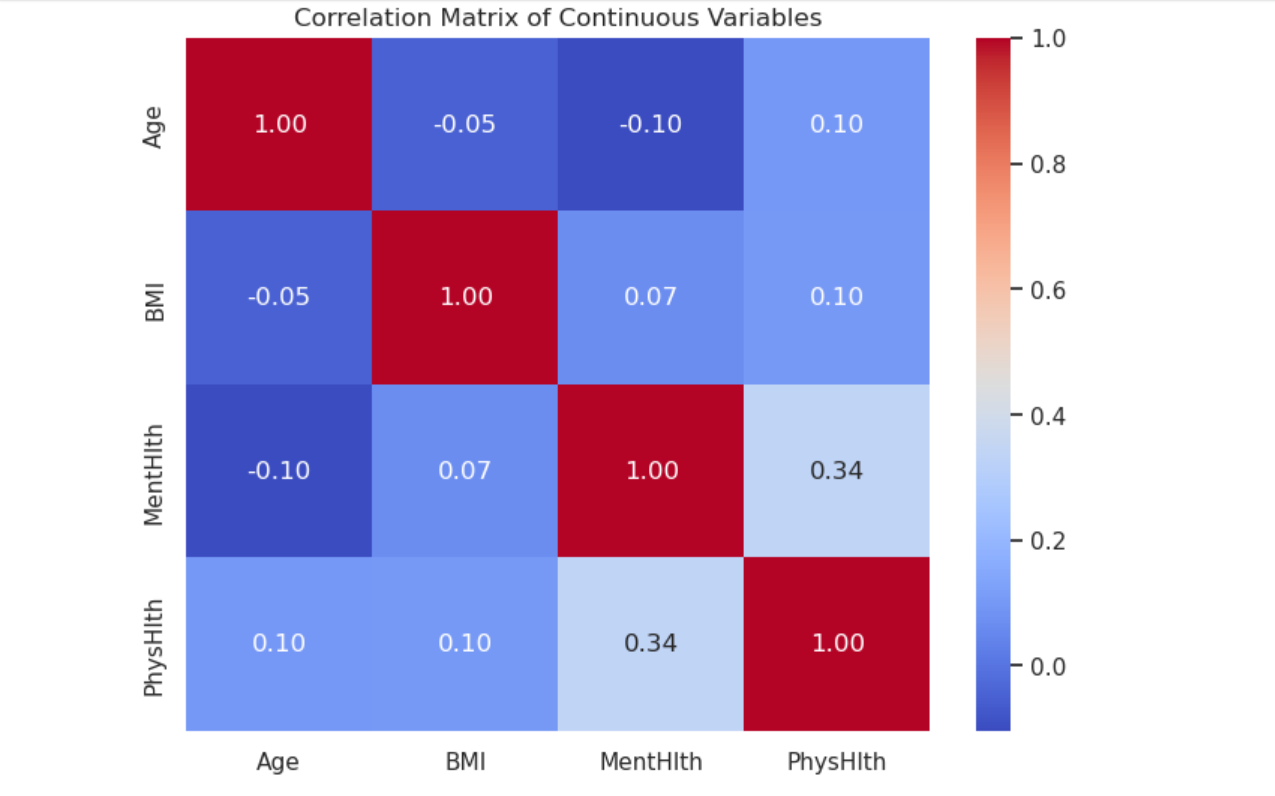 Correlation Matrix of Continuous Variables
Age 1.00 -0.05 -0.10 0.10
BMI -0.05 1.00 0.07 0.10
MentHlth -0.10 0.07 1.00 0.34
PhysHlth 0.10 0.10 0.34 1.00
Age BMI MentHlth PhysHlth
1.0
0.8
0.6
0.4
0.2
0.0